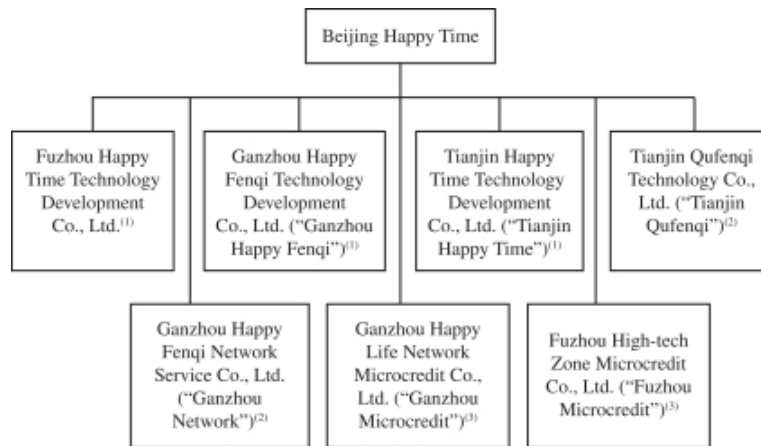 Beijing Happy Time
Fuzhou Happy
Time Technology
Development
Co., Ltd.(1)
Ganzhou Happy
Fenqi Technology
Development
Co., Ltd. (“Ganzhou
Happy Fenqi”)(1)
Tianjin Happy
Time Technology
Development
Co., Ltd. (“Tianjin
Happy Time”)(1)
Tianjin Qufenqi
Technology Co.,
Ltd. (“Tianjin
Qufenqi”)(2)
Ganzhou Happy
Fenqi Network
Service Co., Ltd.
(“Ganzhou
Network”)(2)
Ganzhou Happy
Life Network
Microcredit Co.,
Ltd. (“Ganzhou
Microcredit”)(3)
Fuzhou High-tech
Zone Microcredit
Co., Ltd. (“Fuzhou
Microcredit”)(3)